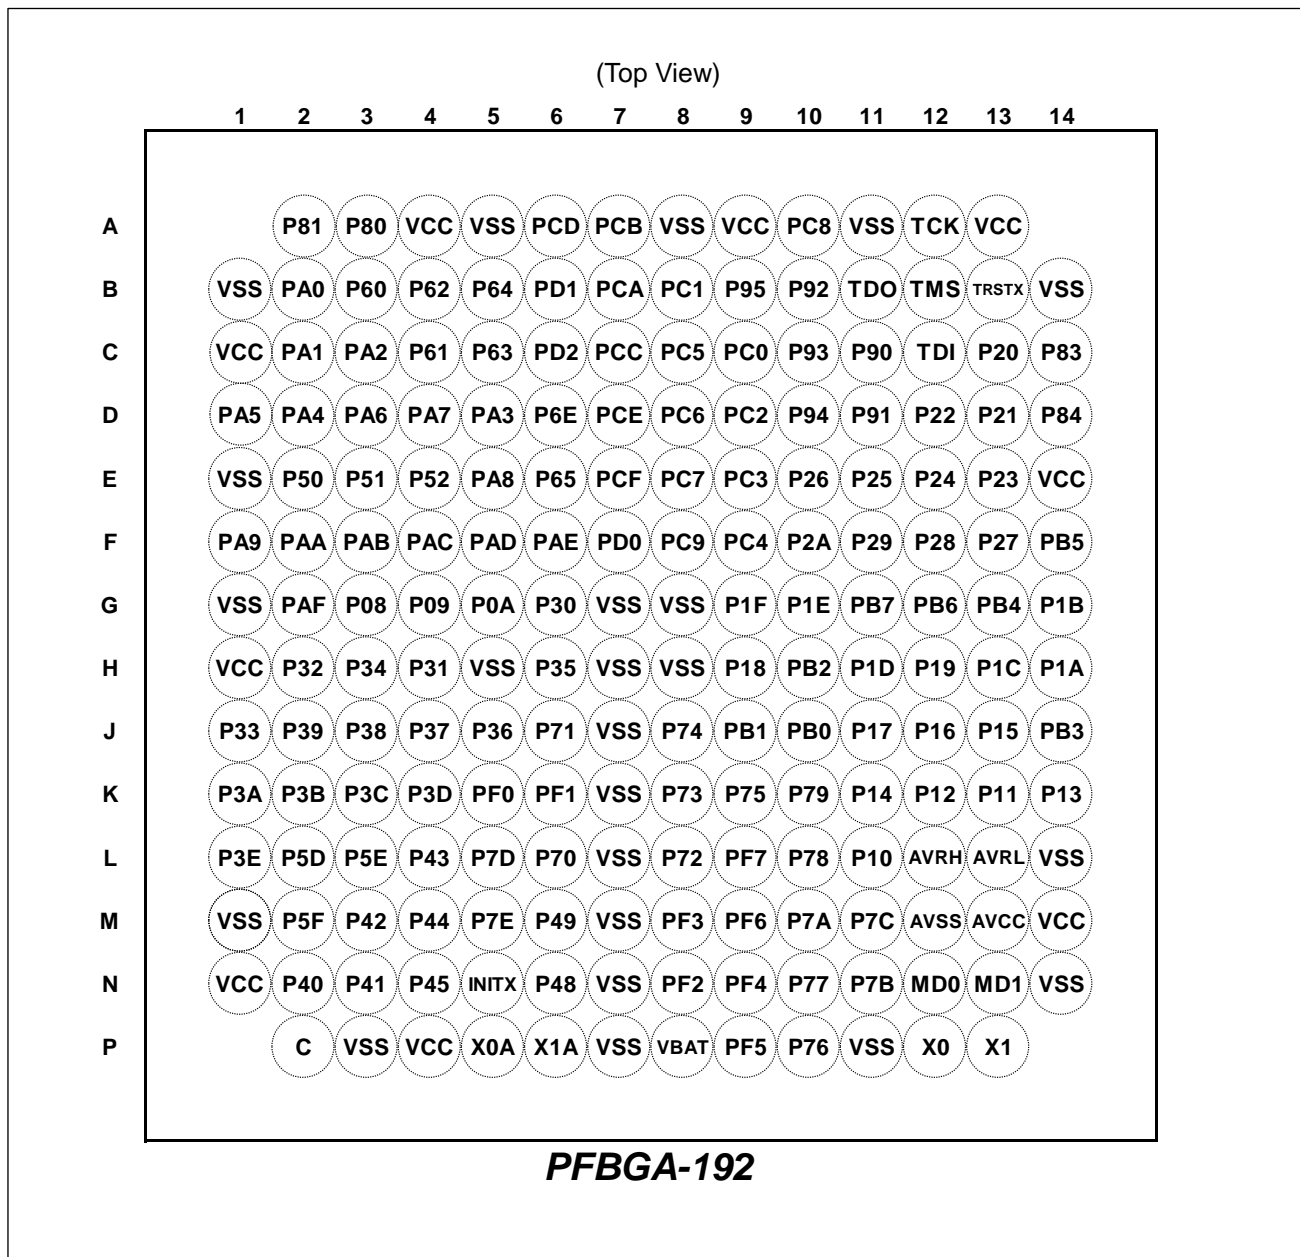 (Top View)
1 2 3 4 5 6 7 8 9 10 11 12 13 14
A P81 P80 VCC VSS PCD PCB VSS VCC PC8 VSS TCK VCC
B VSS PA0 P60 P62 P64 PD1 PCA PC1 P95 P92 TDO TMS TRSTX VSS
C VCC PA1 PA2 P61 P63 PD2 PCC PC5 PC0 P93 P90 TDI P20 P83
D PA5 PA4 PA6 PA7 PA3 P6E PCE PC6 PC2 P94 P91 P22 P21 P84
E VSS P50 P51 P52 PA8 P65 PCF PC7 PC3 P26 P25 P24 P23 VCC
F PA9 PAA PAB PAC PAD PAE PD0 PC9 PC4 P2A P29 P28 P27 PB5
G VSS PAF P08 P09 P0A P30 VSS VSS P1F P1E PB7 PB6 PB4 P1B
H VCC P32 P34 P31 VSS P35 VSS VSS P18 PB2 P1D P19 P1C P1A
J P33 P39 P38 P37 P36 P71 VSS P74 PB1 PB0 P17 P16 P15 PB3
K P3A P3B P3C P3D PF0 PF1 VSS P73 P75 P79 P14 P12 P11 P13
L P3E P5D P5E P43 P7D P70 VSS P72 PF7 P78 P10 AVRH AVRL VSS
M VSS P5F P42 P44 P7E P49 VSS PF3 PF6 P7A P7C AVSS AVCC VCC
N VCC P40 P41 P45 INITX P48 VSS PF2 PF4 P77 P7B MD0 MD1 VSS
P C VSS VCC X0A X1A VSS VBAT PF5 P76 VSS X0 X1
PFBGA-192